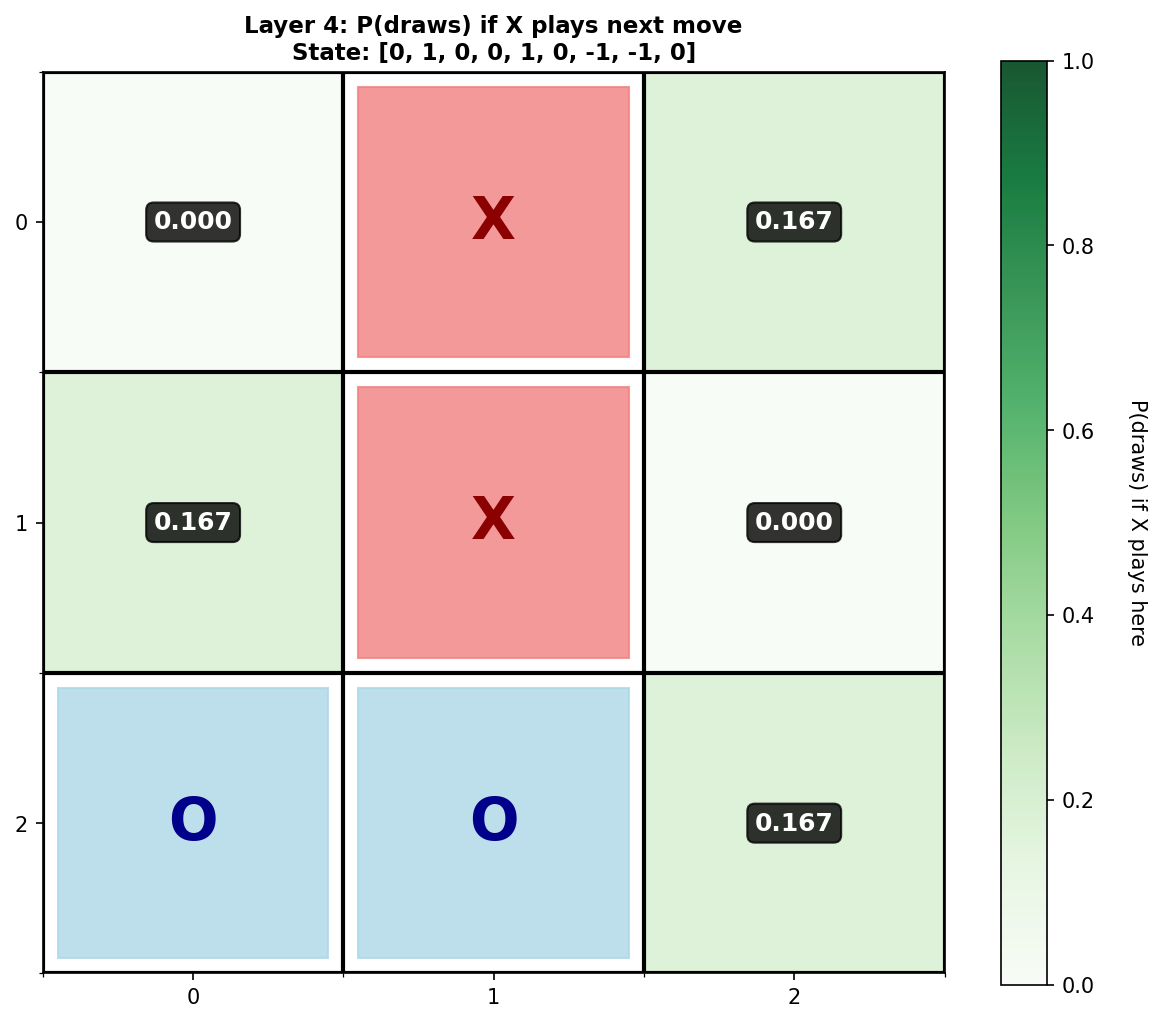 Layer 4: P(draws) if X plays next move
State: [0, 1, 0, 0, 1, 0, -1, -1, 0]
0
0.000
X
0.167
1
0.167
X
0.000
2
O
O
0.167
0
1
2
1.0
0.8
0.6
0.4
0.2
0.0
P(draws) if X plays here